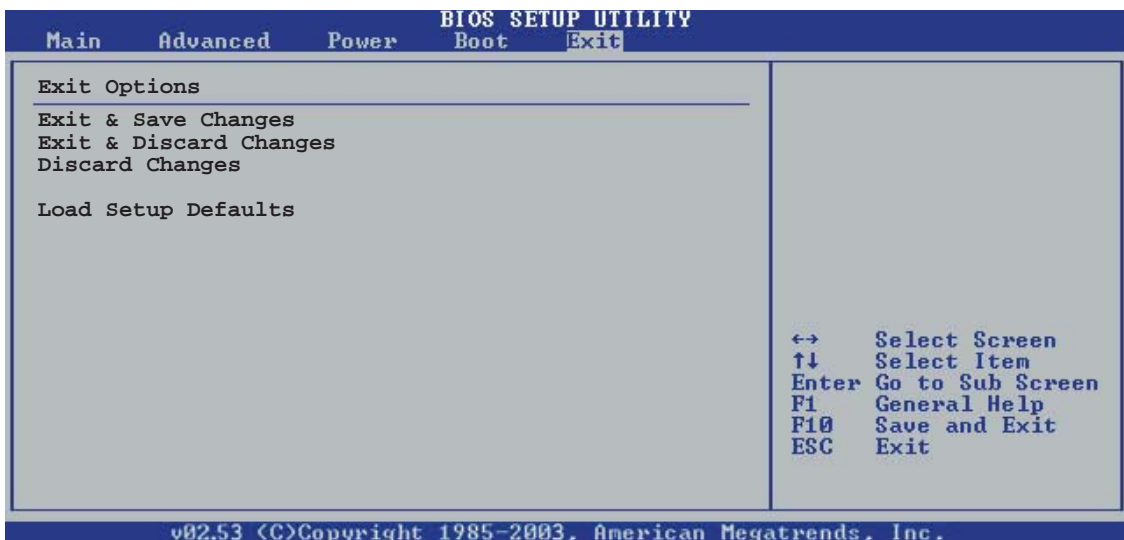 BIOS SETUP UTILITY
Main Advanced Power Boot Exit
Exit Options
Exit & Save Changes
Exit & Discard Changes
Discard Changes
Load Setup Defaults
←→ Select Screen
↑↓ Select Item
Enter Go to Sub Screen
F1 General Help
F10 Save and Exit
ESC Exit
v02.53 (C)Copyright 1985-2003, American Megatrends, Inc.